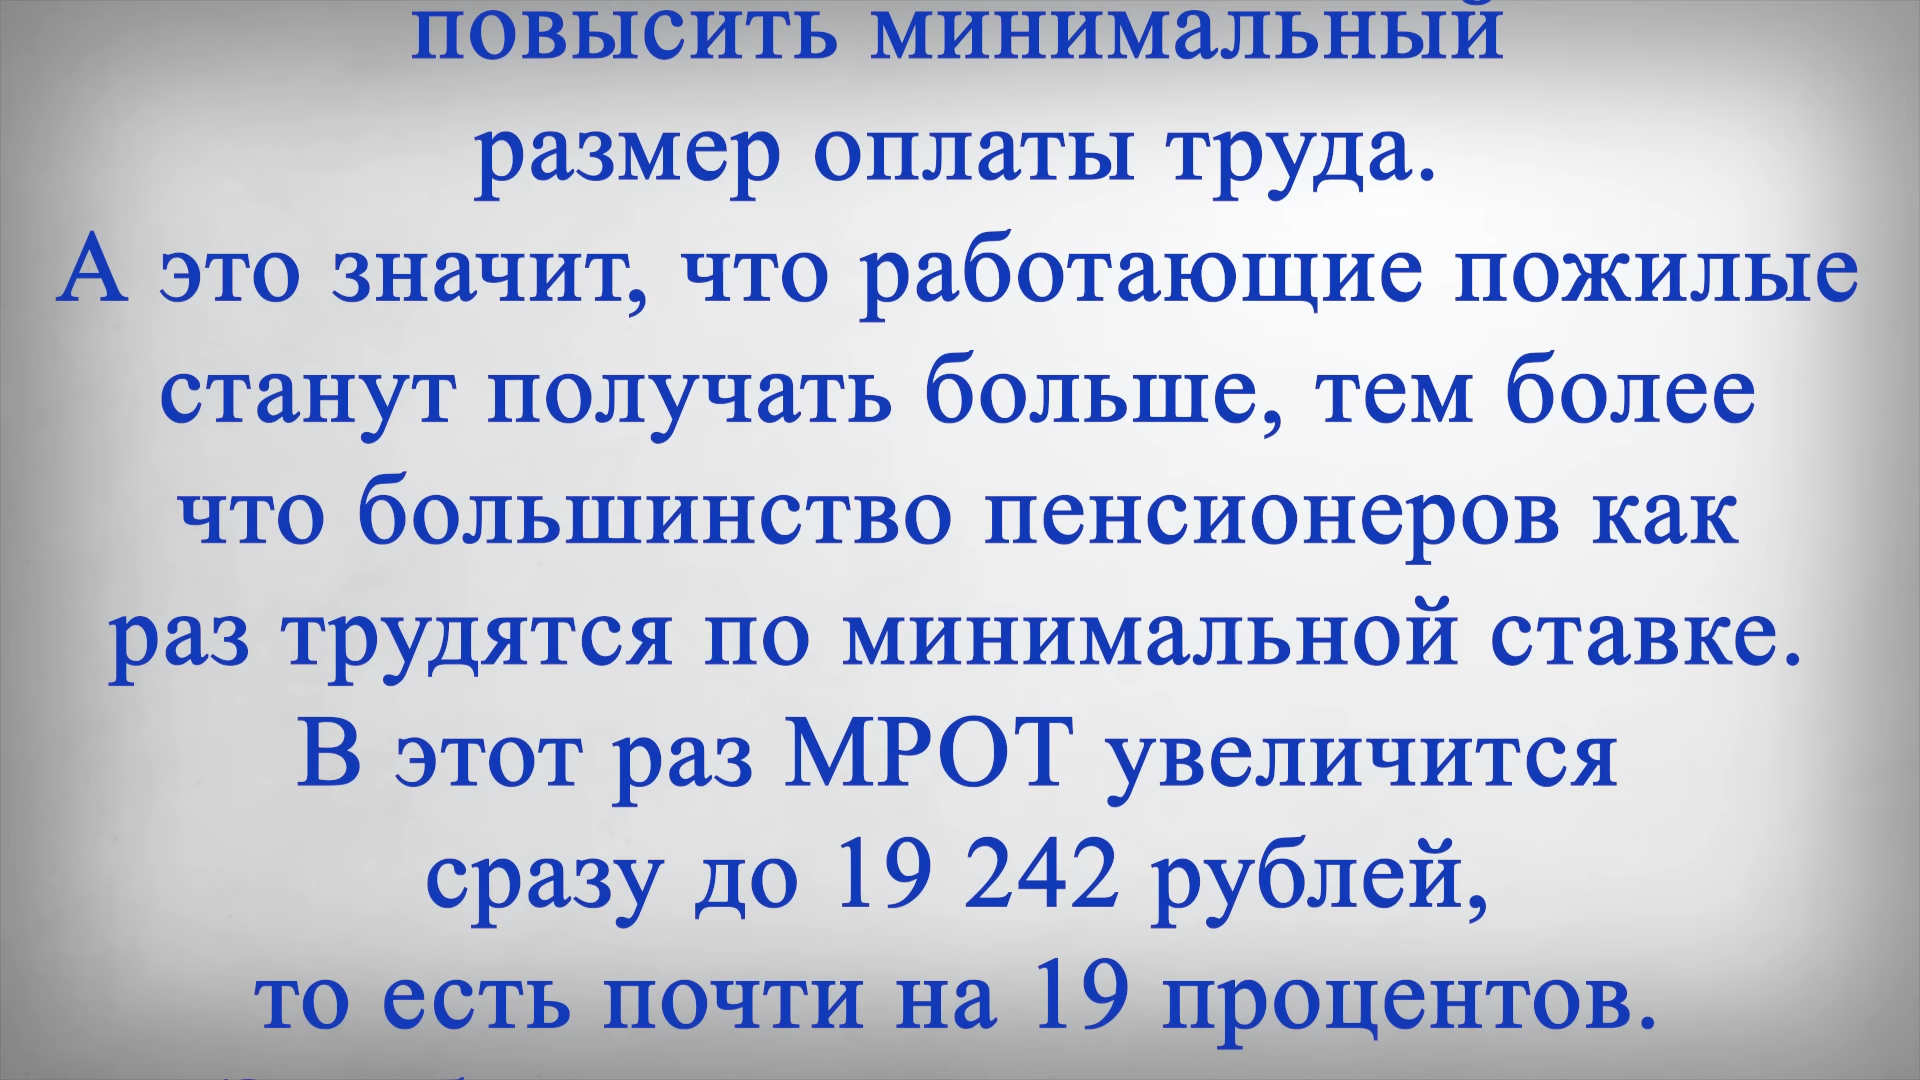 повысить минимальный
размер оплаты труда.
А это значит, что работающие пожилые
станут получать больше, тем более
что большинство пенсионеров как
раз трудятся по минимальной ставке.
В этот раз МРОТ увеличится
сразу до 19 242 рублей,
то есть почти на 19 процентов.